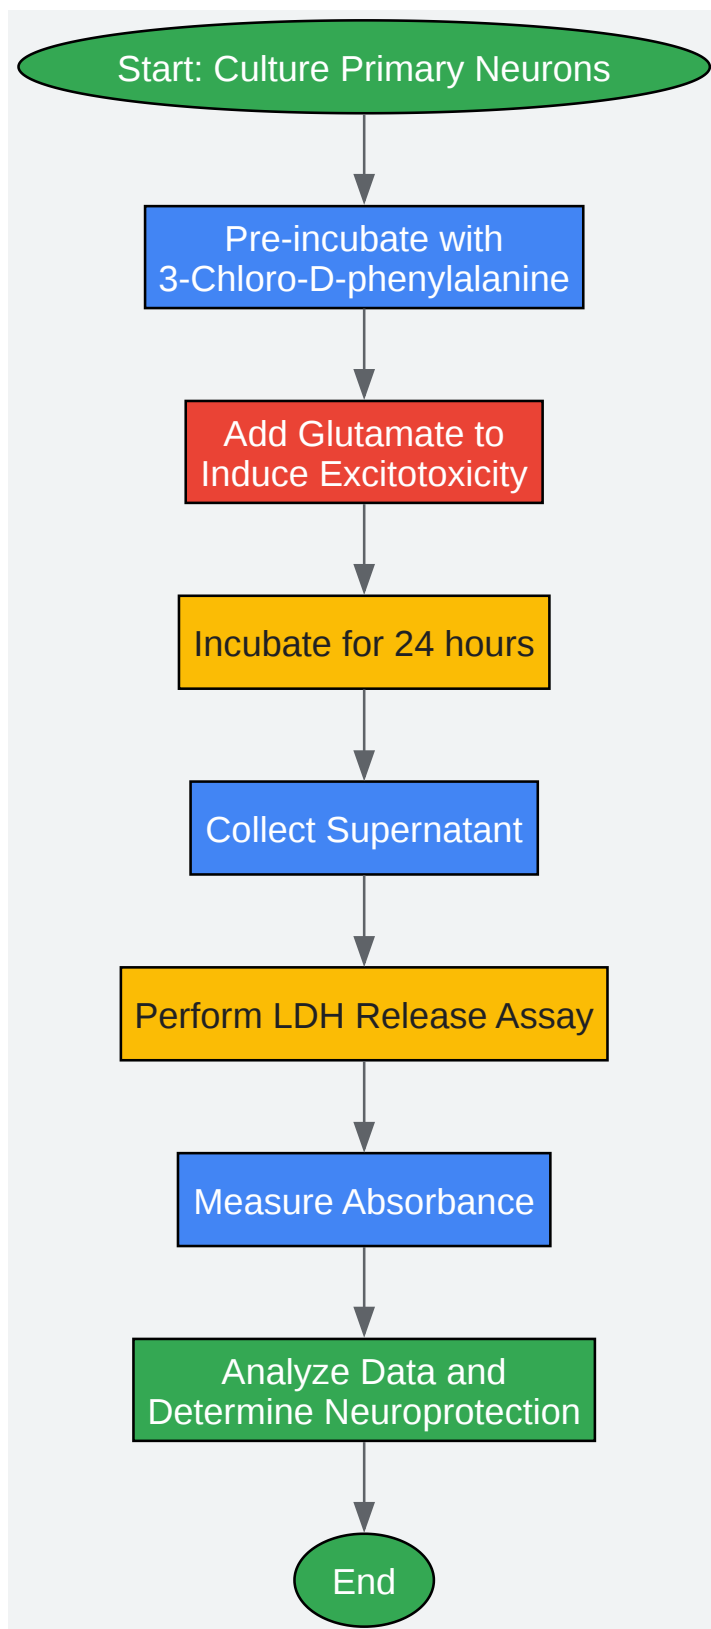 Start: Culture Primary Neurons
Pre-incubate with
3-Chloro-D-phenylalanine
Add Glutamate to
Induce Excitotoxicity
Incubate for 24 hours
Collect Supernatant
Perform LDH Release Assay
Measure Absorbance
Analyze Data and
Determine Neuroprotection
End